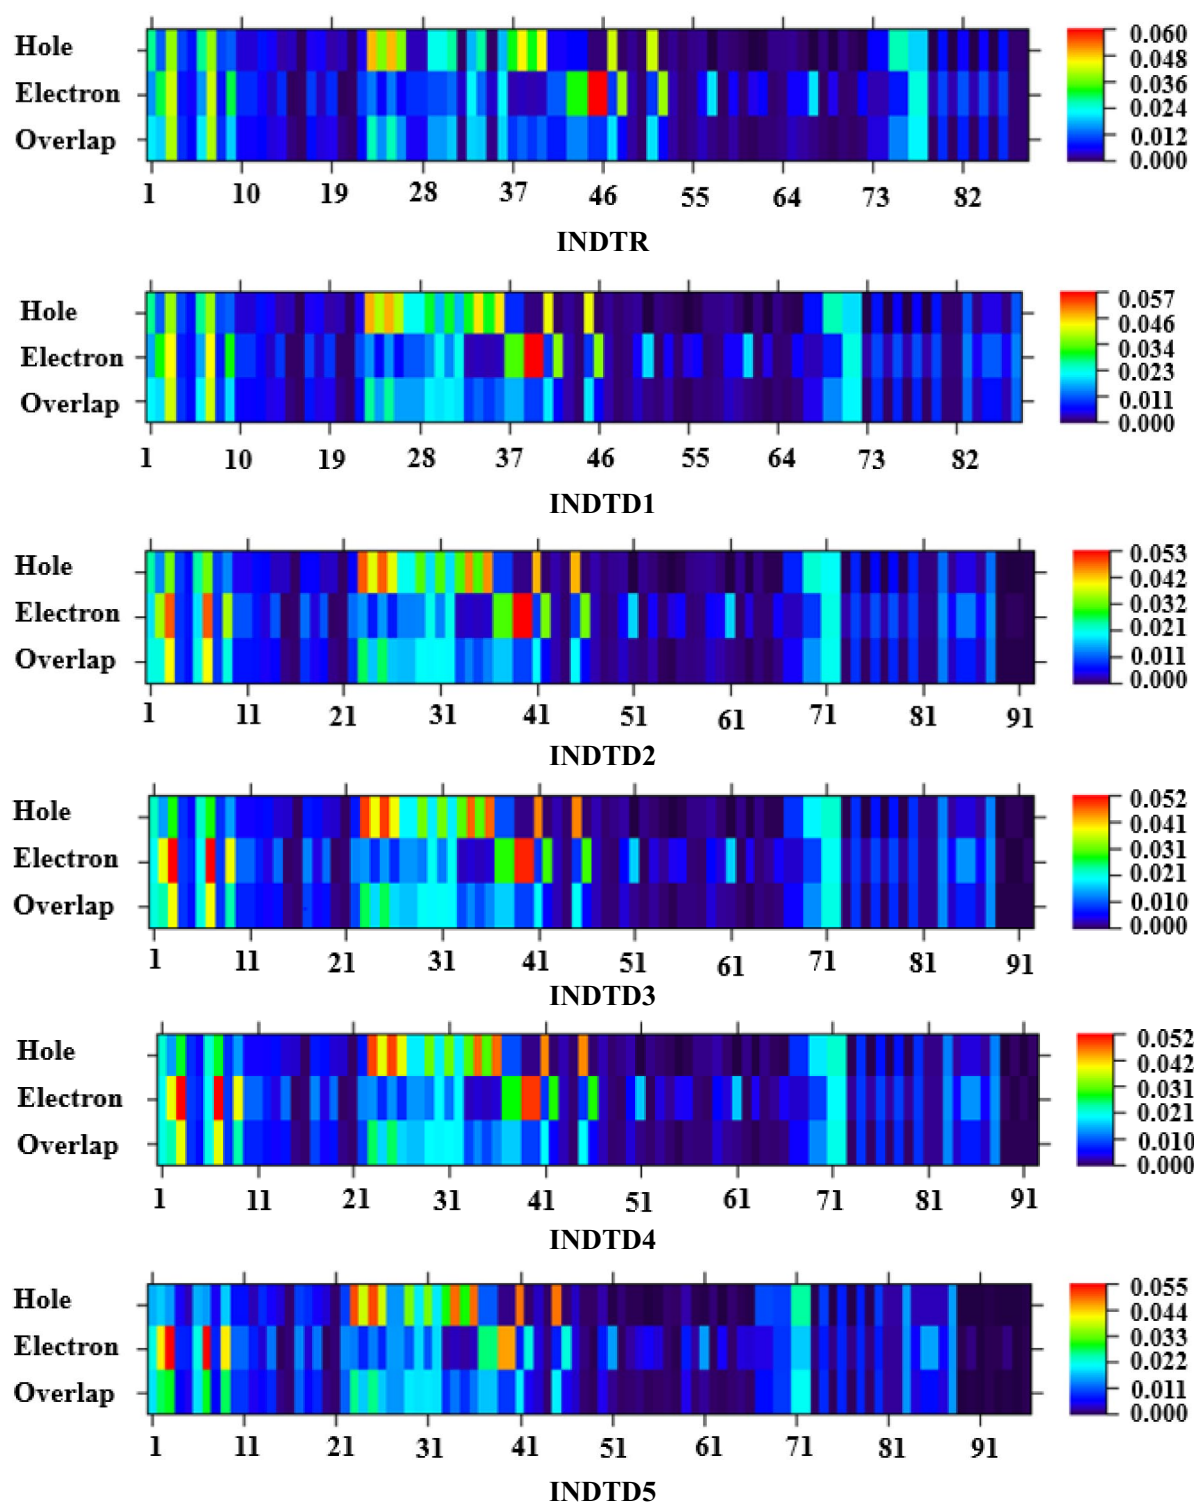 Hole
Electron
Overlap
0.060
0.048
0.036
0.024
0.012
0.000
1 10 19 28 37 46 55 64 73 82
INDTR
Hole
Electron
Overlap
0.057
0.046
0.034
0.023
0.011
0.000
1 10 19 28 37 46 55 64 73 82
INDTD1
Hole
Electron
Overlap
0.053
0.042
0.032
0.021
0.011
0.000
1 11 21 31 41 51 61 71 81 91
INDTD2
Hole
Electron
Overlap
0.052
0.041
0.031
0.021
0.010
0.000
1 11 21 31 41 51 61 71 81 91
INDTD3
Hole
Electron
Overlap
0.052
0.042
0.031
0.021
0.010
0.000
1 11 21 31 41 51 61 71 81 91
INDTD4
Hole
Electron
Overlap
0.055
0.044
0.033
0.022
0.011
0.000
1 11 21 31 41 51 61 71 81 91
INDTD5